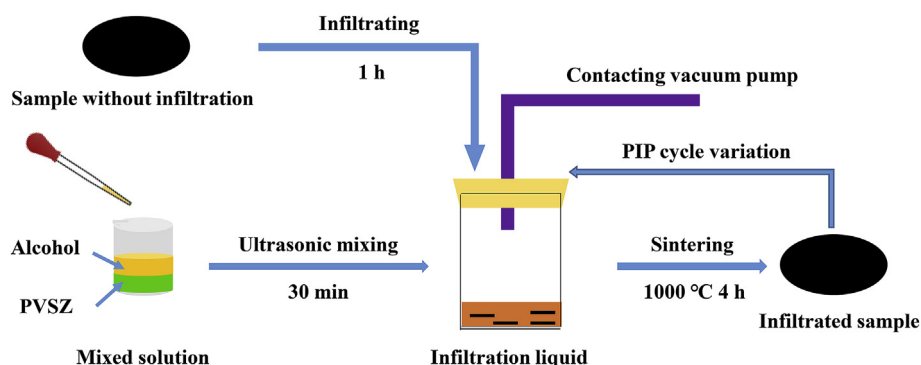 Infiltrating
1 h
Sample without infiltration
Contacting vacuum pump
PIP cycle variation
Alcohol
PVSZ
Ultrasonic mixing
30 min
Sintering
1000 ℃ 4 h
Mixed solution
Infiltration liquid
Infiltrated sample